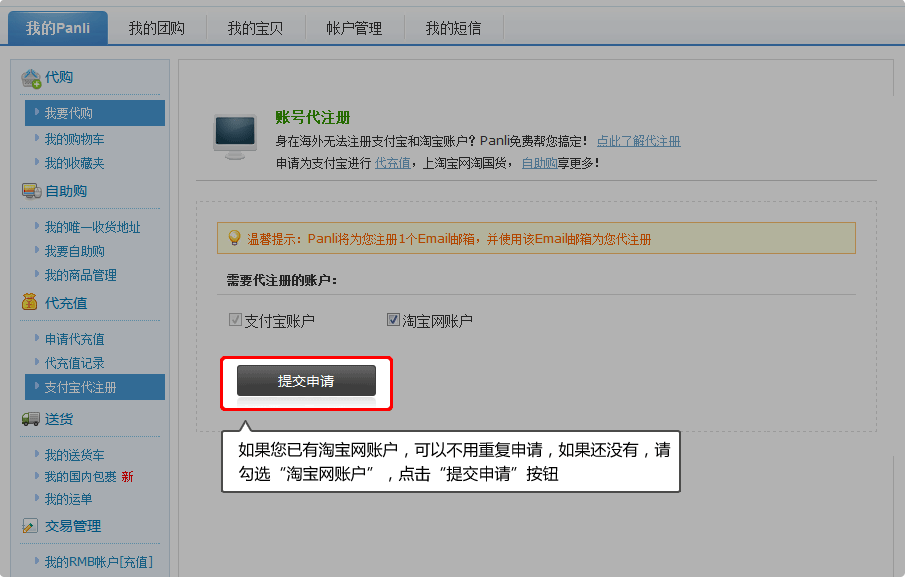 我的Panli 我的团购 我的宝贝 帐户管理 我的短信
代购
我要代购
我的购物车
我的收藏夹
自助购
我的唯一收货地址
我要自助购
我的商品管理
代充值
申请代充值
代充值记录
支付宝代注册
送货
我的送货车
我的国内包裹 新
我的运单
交易管理
我的RMB帐户[充值]
账号代注册
身在海外无法注册支付宝和淘宝账户？Panli免费帮您搞定！ 点此了解代注册
申请为支付宝进行 代充值，上淘宝网淘国货， 自助购享更多！
温馨提示：Panli将为您注册1个Email邮箱，并使用该Email邮箱为您代注册
需要代注册的账户：
支付宝账户 淘宝网账户
提交申请
如果您已有淘宝网账户，可以不用重复申请，如果还没有，请
勾选“淘宝网账户”，点击“提交申请”按钮